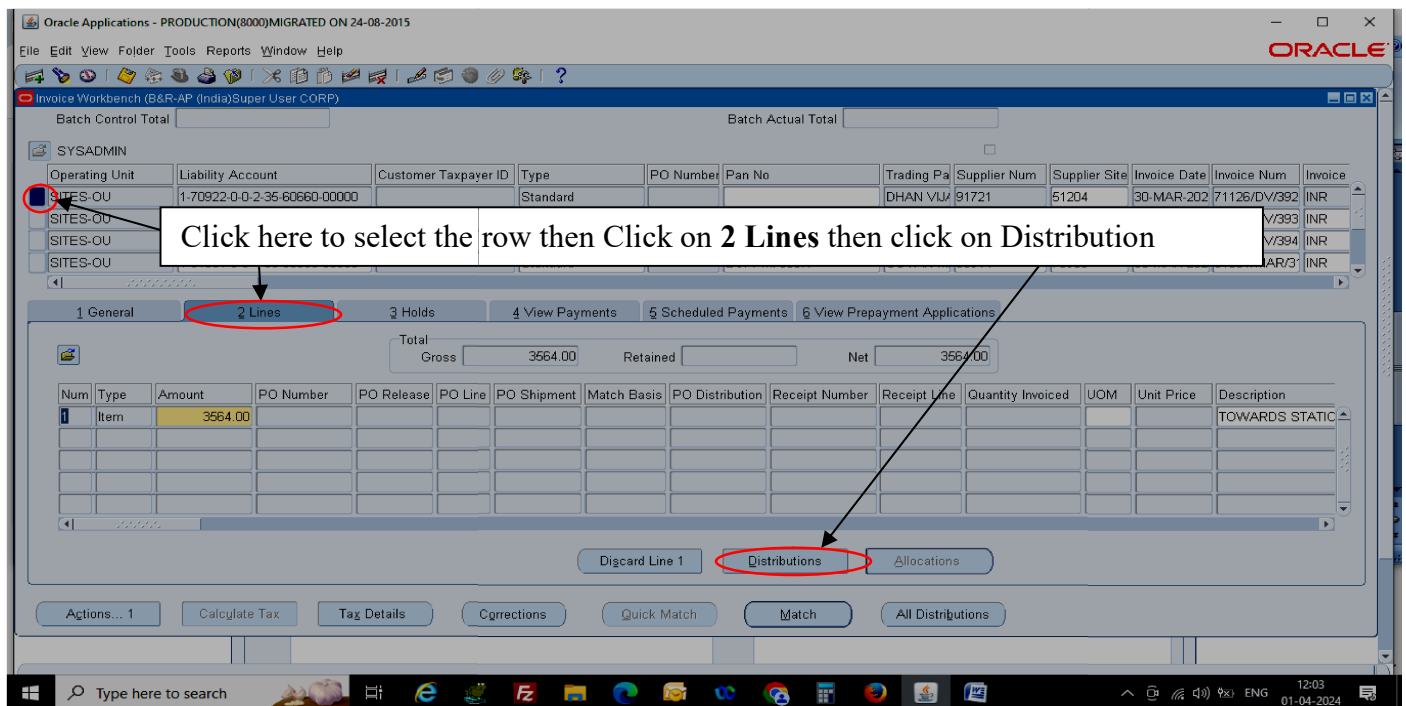 Oracle Applications - PRODUCTION(8000)MIGRATED ON 24-08-2015
File Edit View Folder Tools Reports Window Help
ORACLE
Invoice Workbench (B&R-AP (India)Super User CORP)
Batch Control Total Batch Actual Total
SYSADMIN
Operating Unit Liability Account Customer Taxpayer ID Type PO Number Pan No Trading Pa Supplier Num Supplier Site Invoice Date Invoice Num Invoice
SITES-OU 1-70922-0-0-2-35-60660-00000 Standard DHAN VIJA 91721 51204 30-MAR-202 71126/DV/392 INR
SITES-OU V/393 INR
Click here to select the row then Click on 2 Lines then click on Distribution
SITES-OU V/394 INR
SITES-OU INR
1 General 2 Lines 3 Holds 4 View Payments 5 Scheduled Payments 6 View Prepayment Applications
Total
Gross 3564.00 Retained Net 3564.00
Num Type Amount PO Number PO Release PO Line PO Shipment Match Basis PO Distribution Receipt Number Receipt Line Quantity Invoiced UOM Unit Price Description
1 Item 3564.00 TOWARDS STATIC
Discard Line 1 Distributions Allocations
Actions... 1 Calculate Tax Tax Details Corrections Quick Match Match All Distributions
Type here to search ENG 12:03
01-04-2024